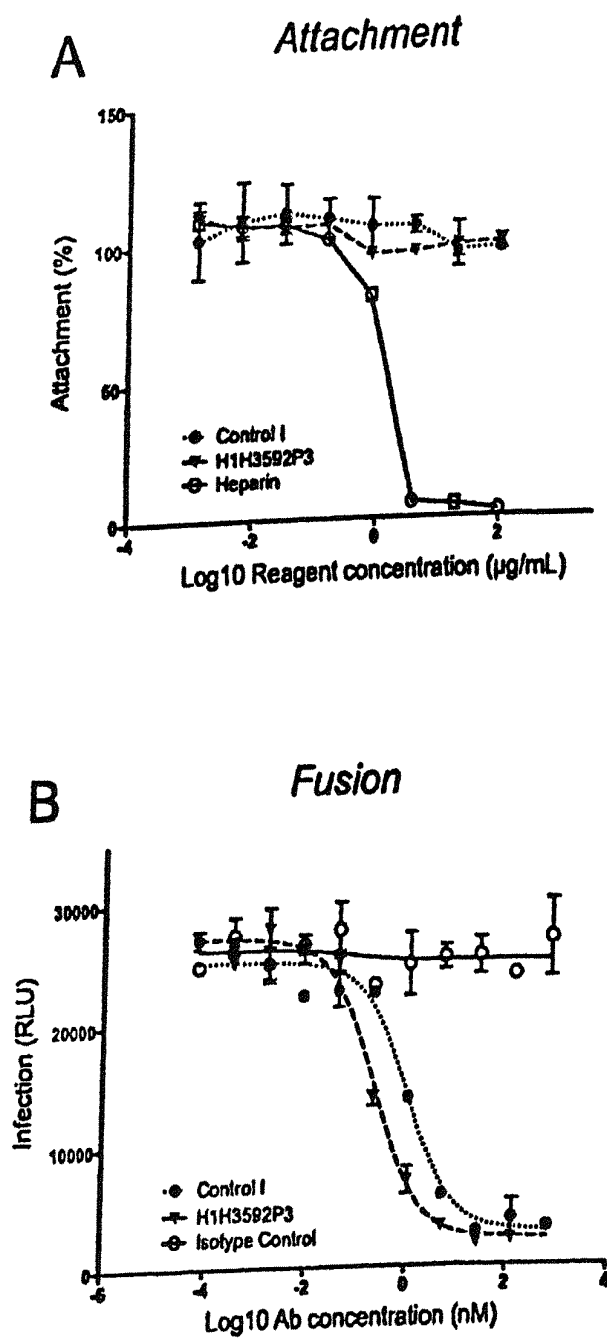 A
Attachment
150
100
50
0
Attachment (%)
Control I
H1H3592P3
Heparin
-4
-2
0
2
Log10 Reagent concentration (µg/mL)
B
Fusion
30000
20000
10000
0
Infection (RLU)
Control I
H1H3592P3
Isotype Control
-6
-4
-2
0
2
4
Log10 Ab concentration (nM)